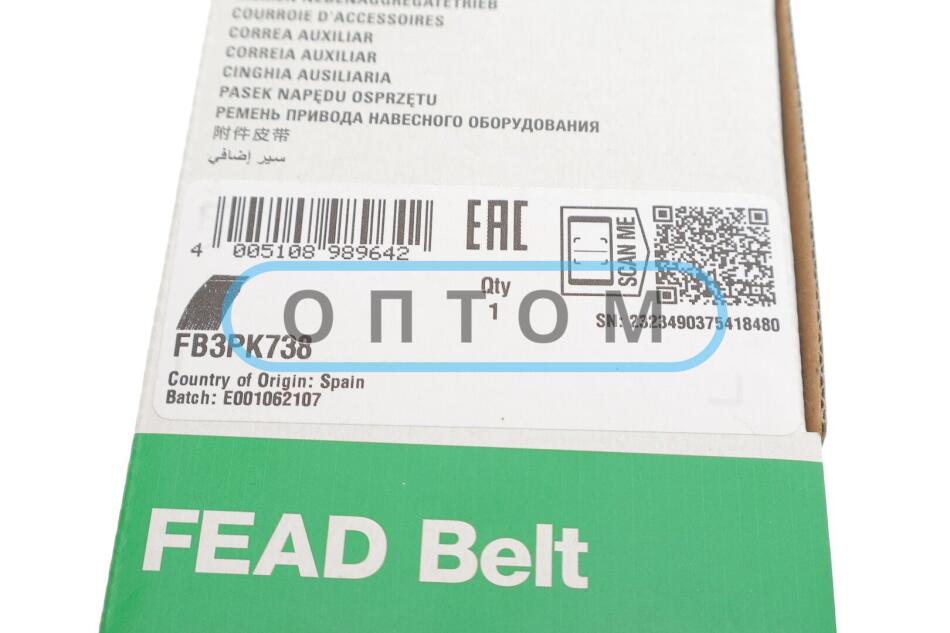 RIEMEN NEBENAGGREGATETRIEB
COURROIE D'ACCESSOIRES
CORREA AUXILIAR
CORREIA AUXILIAR
CINGHIA AUSILIARIA
PASEK NAPĘDU OSPRZĘTU
РЕМЕНЬ ПРИВОДА НАВЕСНОГО ОБОРУДОВАНИЯ
附件皮带
سير إضافي
4 005108 989642
EAC
SCAN ME
Qty
1
ОПТОМ
SN: 2323490375418480
FB3PK738
Country of Origin: Spain
Batch: E001062107
FEAD Belt